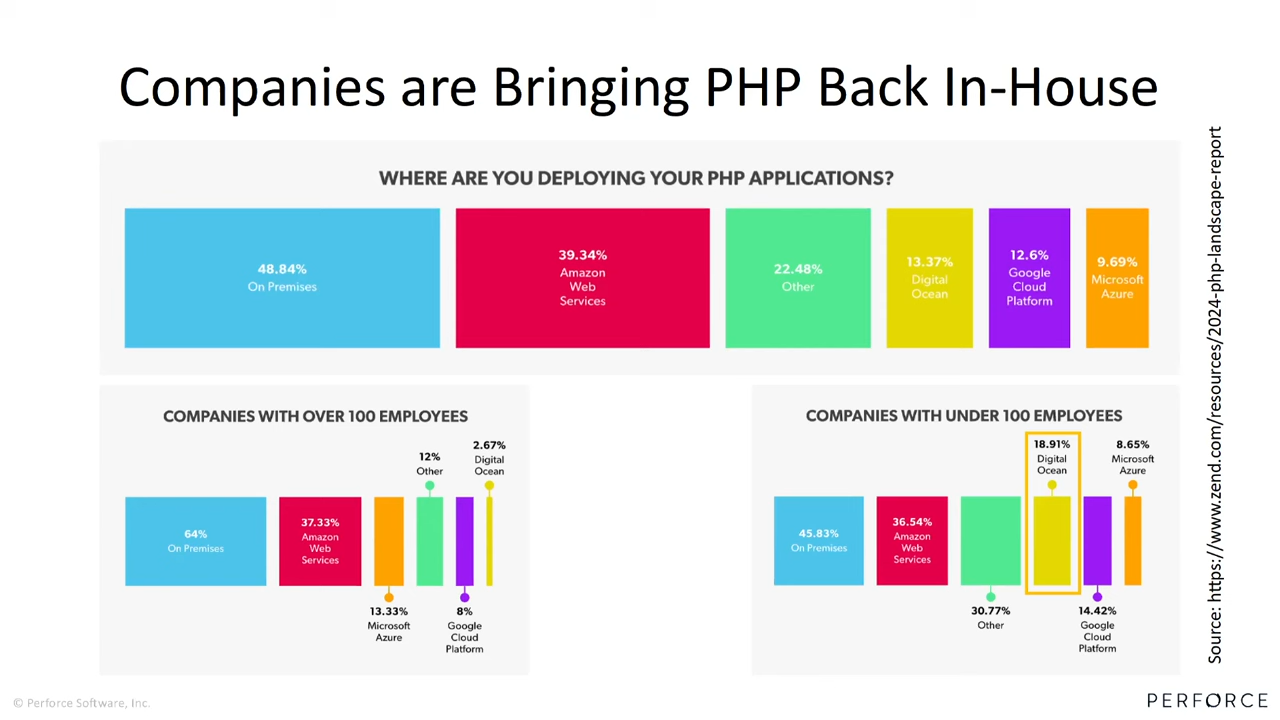 Companies are Bringing PHP Back In-House
WHERE ARE YOU DEPLOYING YOUR PHP APPLICATIONS?
48.84%
On Premises
39.34%
Amazon
Web
Services
22.48%
Other
13.37%
Digital
Ocean
12.6%
Google
Cloud
Platform
9.69%
Microsoft
Azure
COMPANIES WITH OVER 100 EMPLOYEES
64%
On Premises
37.33%
Amazon
Web
Services
13.33%
Microsoft
Azure
12%
Other
8%
Google
Cloud
Platform
2.67%
Digital
Ocean
COMPANIES WITH UNDER 100 EMPLOYEES
45.83%
On Premises
36.54%
Amazon
Web
Services
30.77%
Other
18.91%
Digital
Ocean
14.42%
Google
Cloud
Platform
8.65%
Microsoft
Azure
Source: https://www.zend.com/resources/2024-php-landscape-report
© Perforce Software, Inc.
PERFORCE